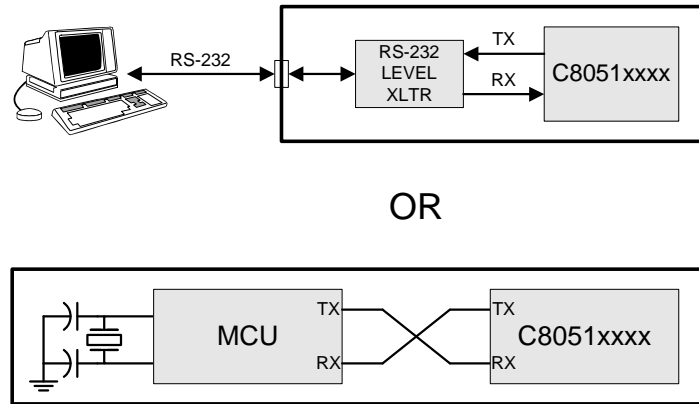 RS-232
RS-232
LEVEL
XLTR
TX
RX
C8051xxxx
OR
MCU
TX
RX
TX
RX
C8051xxxx